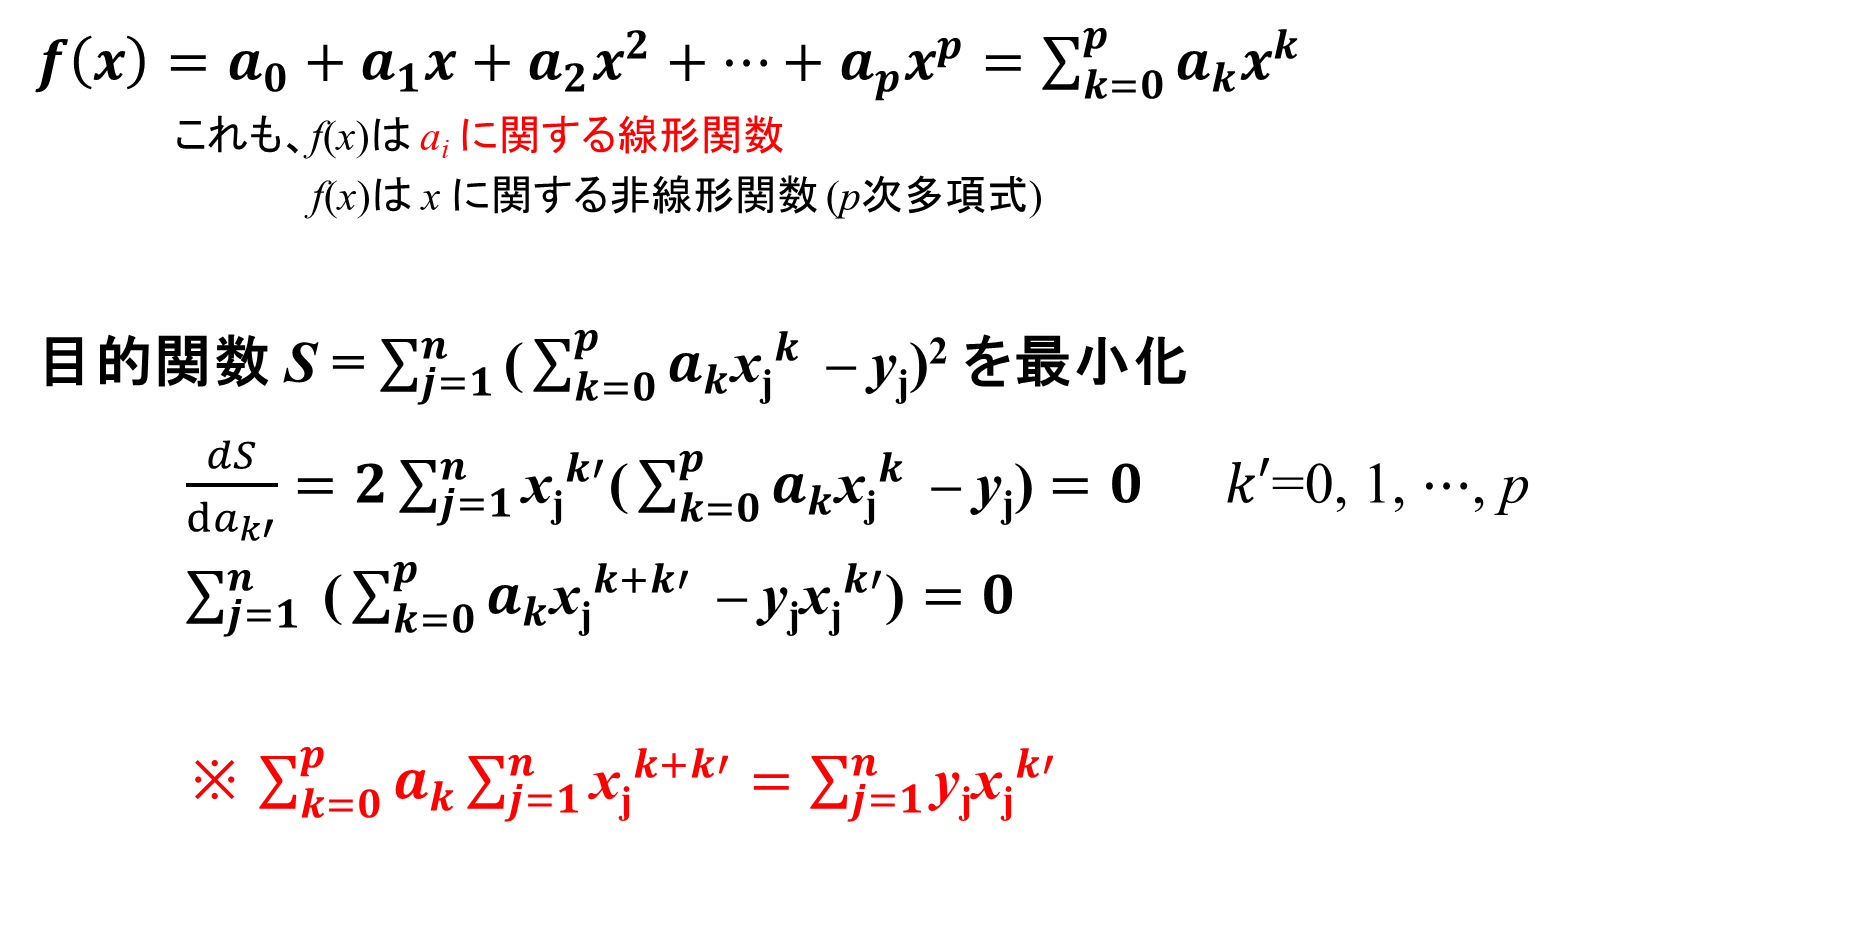 f(x) = a₀ + a₁x + a₂x² + ⋯ + aₚxᵖ = ∑ₖ₌₀ᵖ aₖxᵏ
これも、f(x)は aᵢ に関する線形関数
f(x)は x に関する非線形関数 (p次多項式)
目的関数 S = ∑ⱼ₌₁ⁿ (∑ₖ₌₀ᵖ aₖxⱼᵏ − yⱼ)² を最小化
dS/daₖ′ = 2 ∑ⱼ₌₁ⁿ xⱼᵏ′(∑ₖ₌₀ᵖ aₖxⱼᵏ − yⱼ) = 0 k′=0, 1, ⋯, p
∑ⱼ₌₁ⁿ (∑ₖ₌₀ᵖ aₖxⱼᵏ⁺ᵏ′ − yⱼxⱼᵏ′) = 0
※ ∑ₖ₌₀ᵖ aₖ ∑ⱼ₌₁ⁿ xⱼᵏ⁺ᵏ′ = ∑ⱼ₌₁ⁿ yⱼxⱼᵏ′